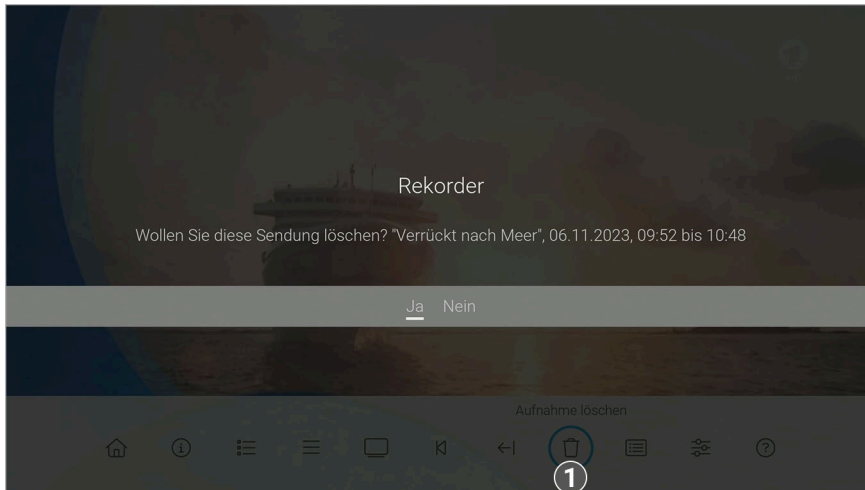 Rekorder
Wollen Sie diese Sendung löschen? "Verrückt nach Meer", 06.11.2023, 09:52 bis 10:48
Ja Nein
Aufnahme löschen
1